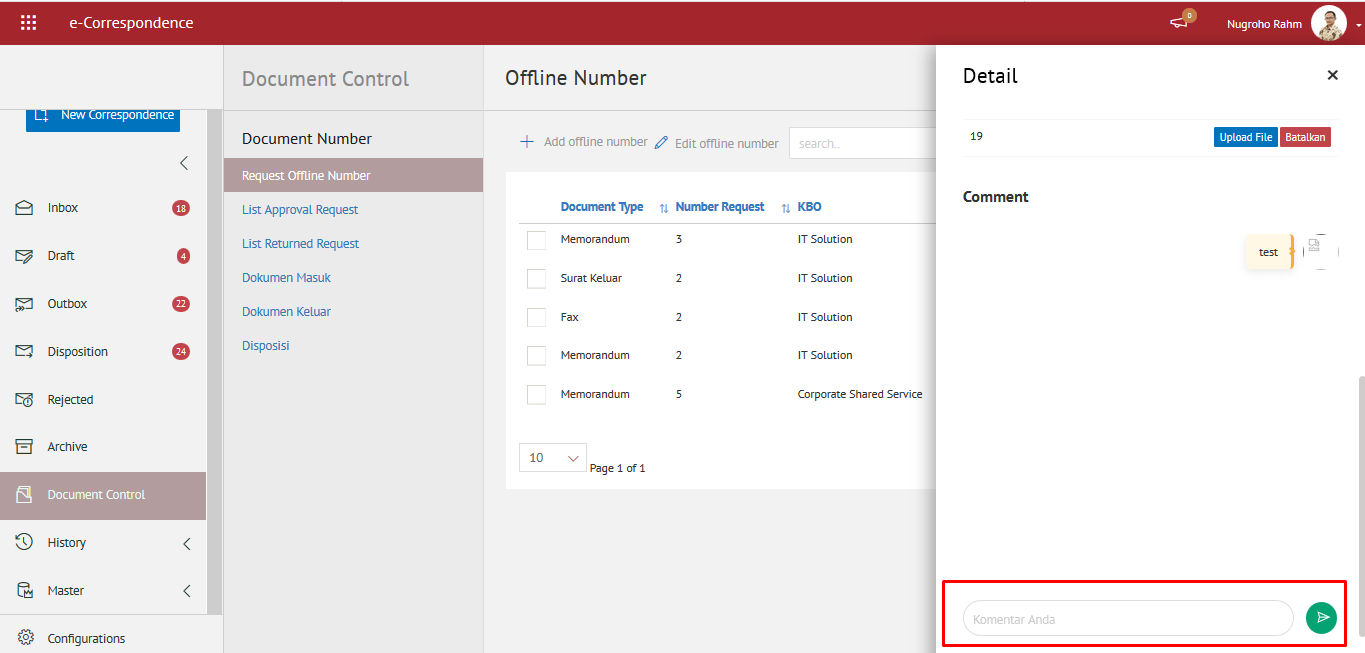 e-Correspondence
0
Nugroho Rahm
New Correspondence
Inbox 18
Draft 4
Outbox 22
Disposition 24
Rejected
Archive
Document Control
History
Master
Configurations
Document Control
Document Number
Request Offline Number
List Approval Request
List Returned Request
Dokumen Masuk
Dokumen Keluar
Disposisi
Offline Number
Add offline number Edit offline number search..
Document Type Number Request KBO
Memorandum 3 IT Solution
Surat Keluar 2 IT Solution
Fax 2 IT Solution
Memorandum 2 IT Solution
Memorandum 5 Corporate Shared Service
10 Page 1 of 1
Detail
19 Upload File Batalkan
Comment
test
Komentar Anda